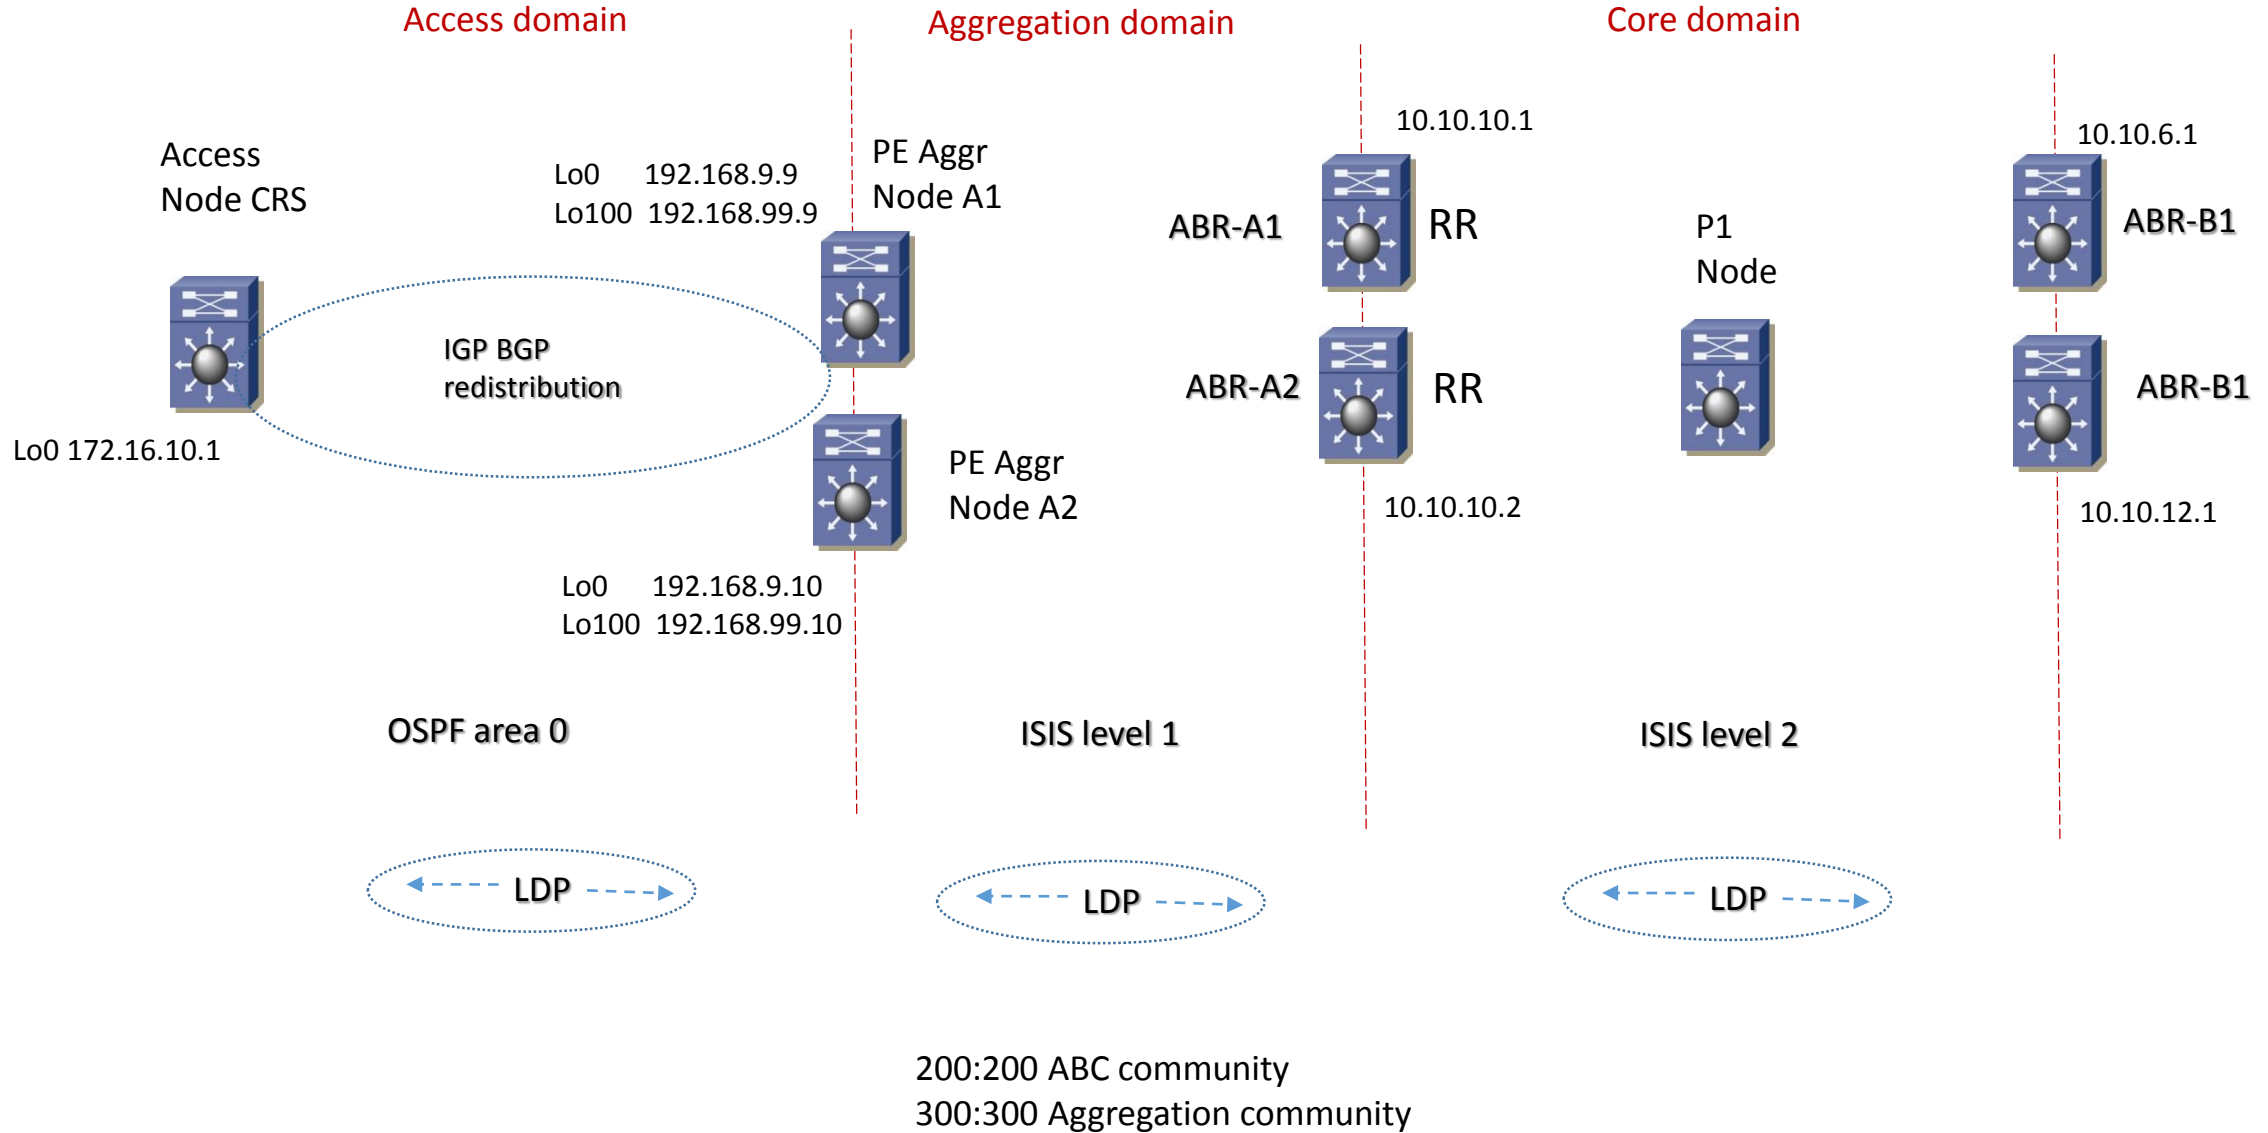 Access domain
Aggregation domain
Core domain
10.10.10.1
10.10.6.1
Access
Node CRS
Lo0 192.168.9.9
Lo100 192.168.99.9
PE Aggr
Node A1
ABR-A1
RR
P1
Node
ABR-B1
IGP BGP
redistribution
ABR-A2
RR
ABR-B1
Lo0 172.16.10.1
PE Aggr
Node A2
10.10.10.2
10.10.12.1
Lo0 192.168.9.10
Lo100 192.168.99.10
OSPF area 0
ISIS level 1
ISIS level 2
LDP
LDP
LDP
200:200 ABC community
300:300 Aggregation community